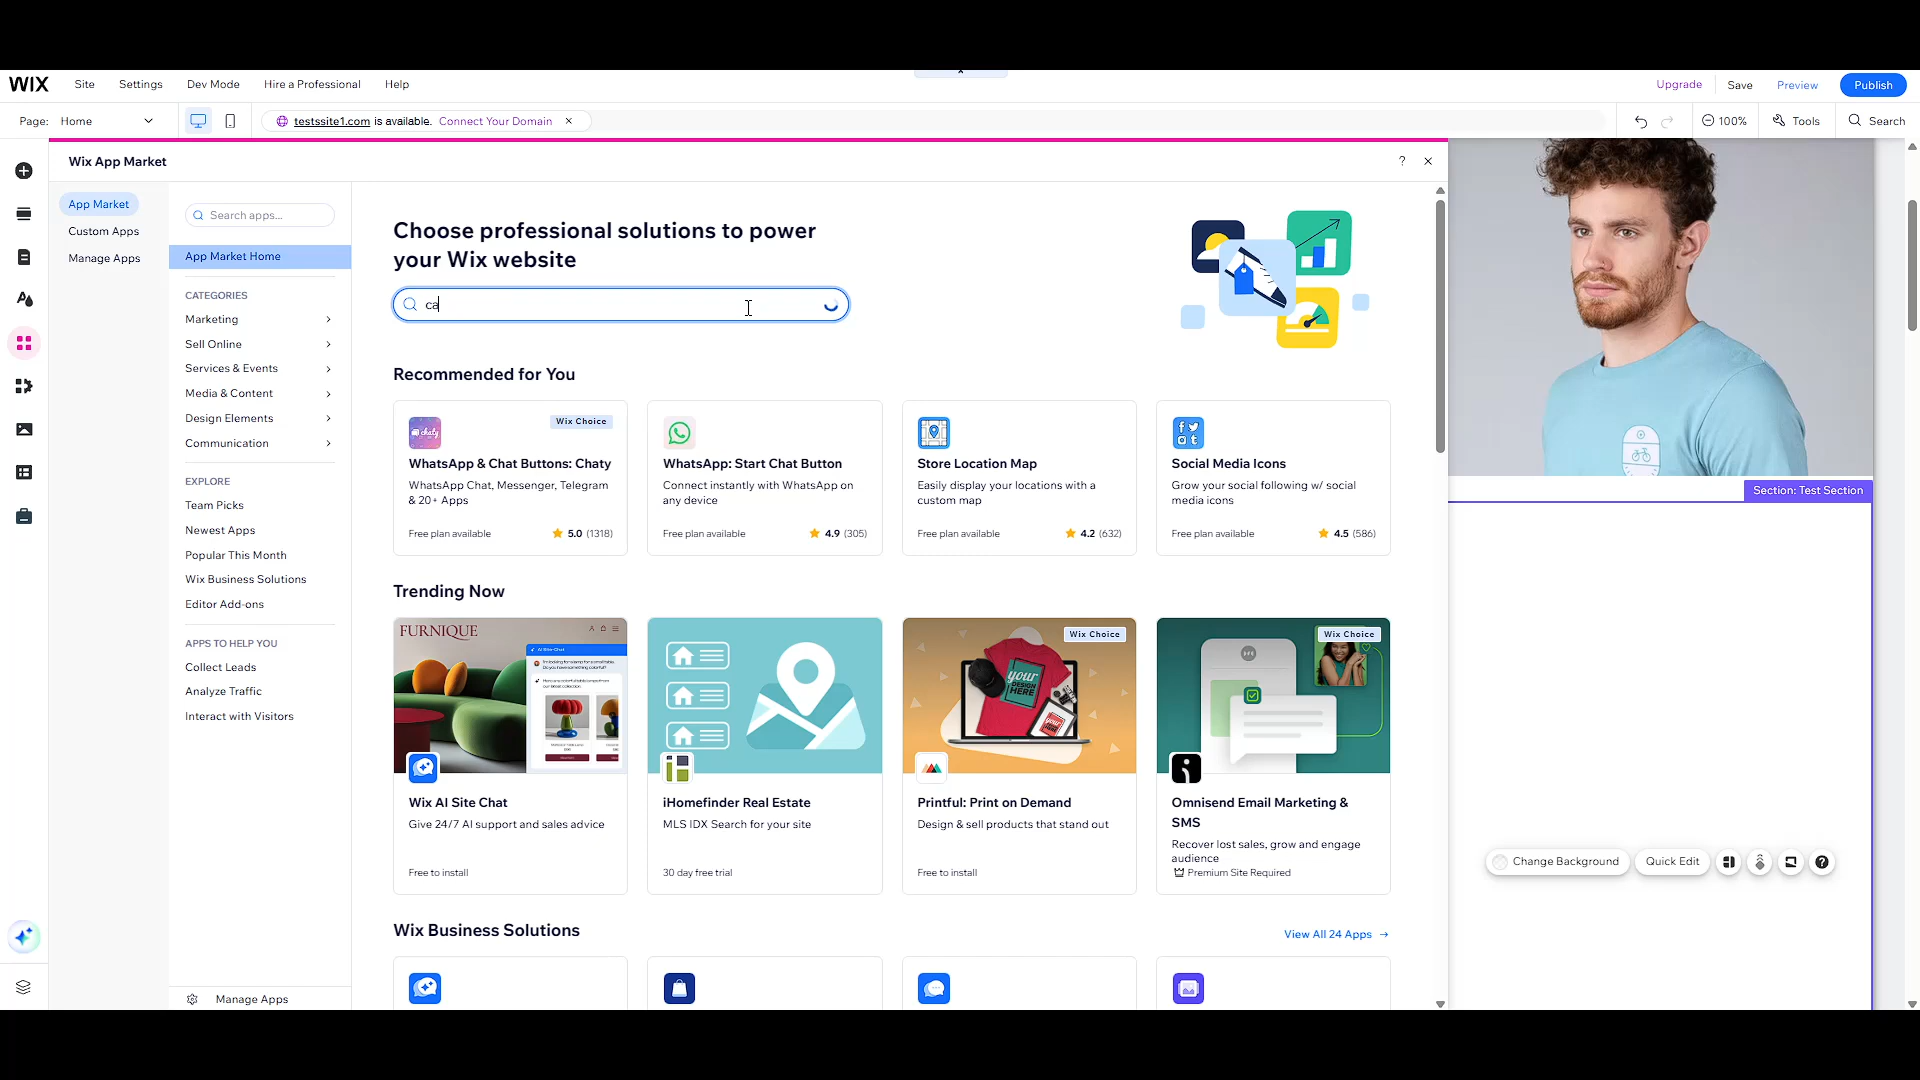 WIX Site Settings Dev Mode Hire a Professional Help Upgrade Save Preview Publish
Page: Home testssite1.com is available. Connect Your Domain 100% Tools Search
Wix App Market
?
App Market
Custom Apps
Manage Apps
Search apps...
App Market Home
CATEGORIES
Marketing
Sell Online
Services & Events
Media & Content
Design Elements
Communication
EXPLORE
Team Picks
Newest Apps
Popular This Month
Wix Business Solutions
Editor Add-ons
APPS TO HELP YOU
Collect Leads
Analyze Traffic
Interact with Visitors
Manage Apps
Choose professional solutions to power
your Wix website
ca
Recommended for You
Wix Choice
WhatsApp & Chat Buttons: Chaty
WhatsApp Chat, Messenger, Telegram
& 20+ Apps
Free plan available 5.0 (1318)
WhatsApp: Start Chat Button
Connect instantly with WhatsApp on
any device
Free plan available 4.9 (305)
Store Location Map
Easily display your locations with a
custom map
Free plan available 4.2 (632)
Social Media Icons
Grow your social following w/ social
media icons
Free plan available 4.5 (586)
Trending Now
FURNIQUE
AI Site-Chat
Wix AI Site Chat
Give 24/7 AI support and sales advice
Free to install
iHomefinder Real Estate
MLS IDX Search for your site
30 day free trial
Wix Choice
your
DESIGN
HERE
Printful: Print on Demand
Design & sell products that stand out
Free to install
Wix Choice
Omnisend Email Marketing &
SMS
Recover lost sales, grow and engage
audience
Premium Site Required
Wix Business Solutions
View All 24 Apps →
Section: Test Section
Change Background Quick Edit